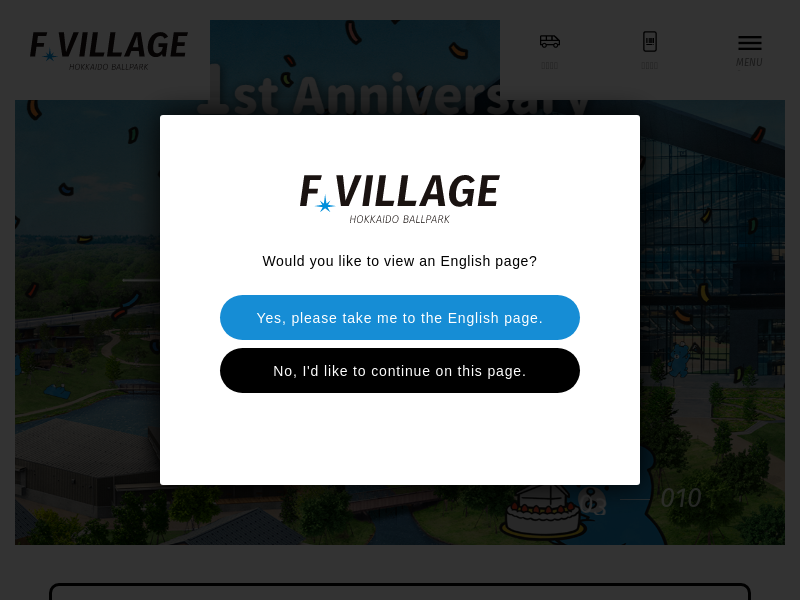 F VILLAGE
HOKKAIDO BALLPARK
MENU
1st Anniversary
F VILLAGE
HOKKAIDO BALLPARK
Would you like to view an English page?
Yes, please take me to the English page.
No, I'd like to continue on this page.
010